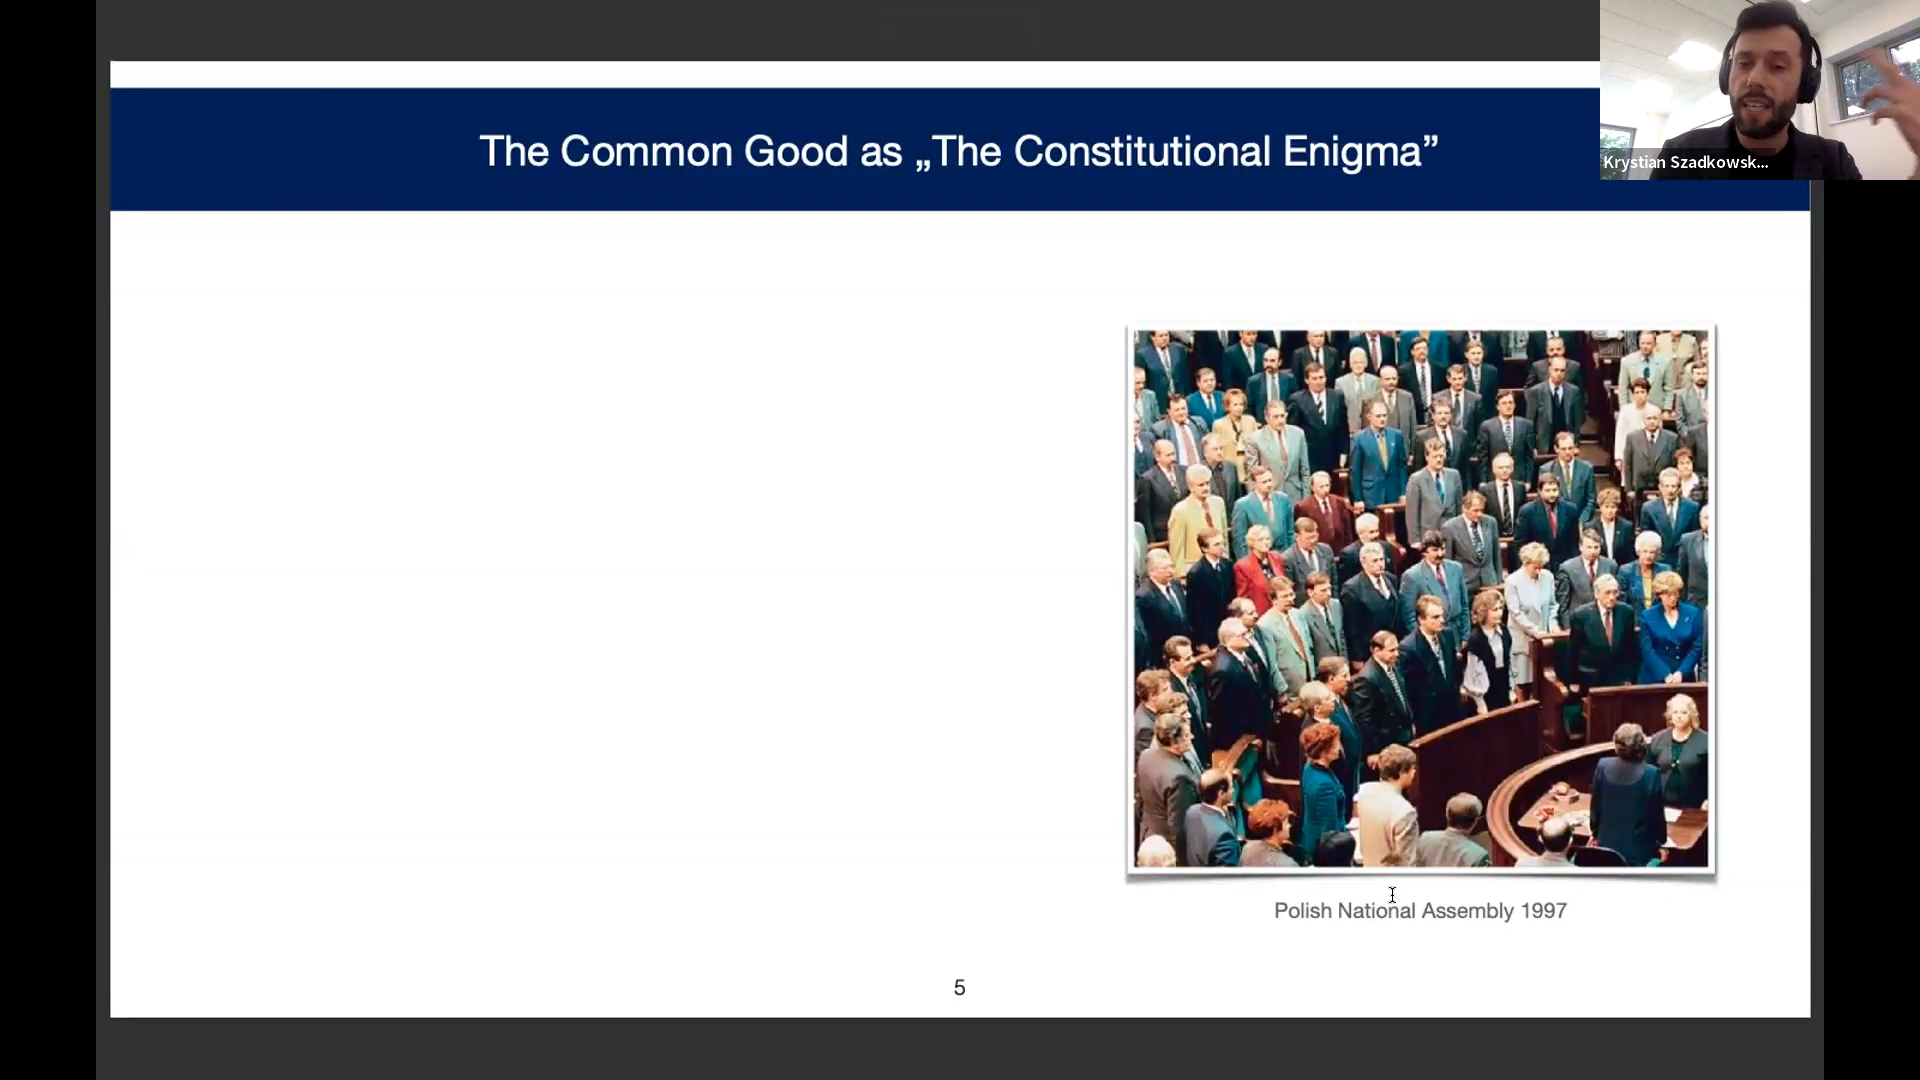 The Common Good as „The Constitutional Enigma”
Krystian Szadkowsk...
Polish National Assembly 1997
5